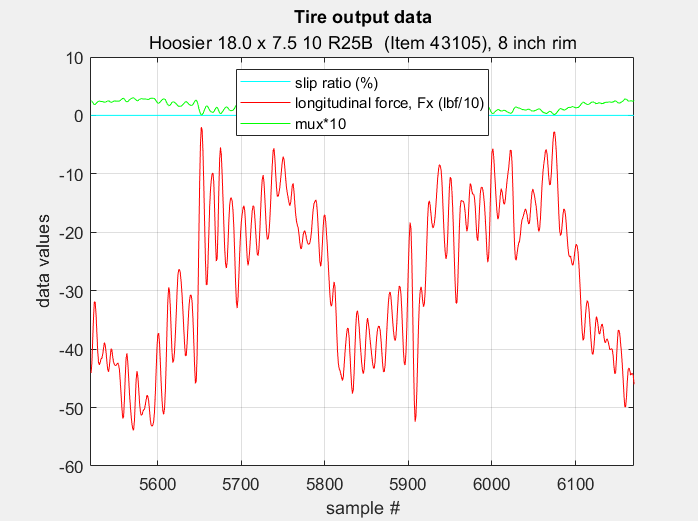 Tire output data
Hoosier 18.0 x 7.5 10 R25B  (Item 43105), 8 inch rim
slip ratio (%)
longitudinal force, Fx (lbf/10)
mux*10
10
0
-10
-20
-30
-40
-50
-60
data values
5600 5700 5800 5900 6000 6100
sample #